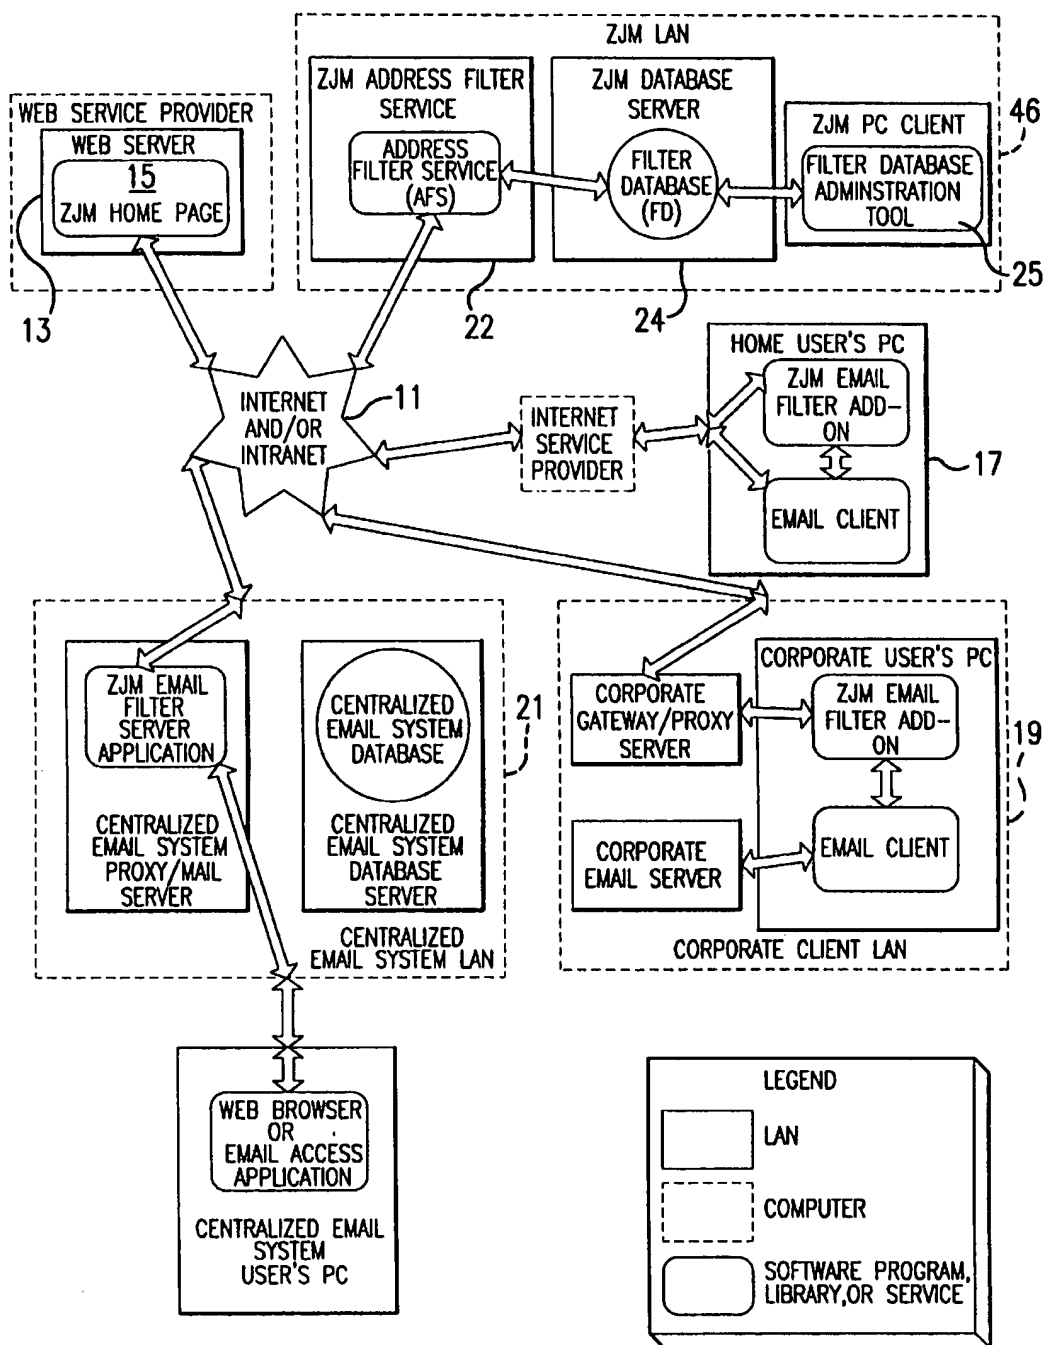 ZJM LAN
ZJM ADDRESS FILTER
SERVICE
ADDRESS
FILTER SERVICE
(AFS)
22
ZJM DATABASE
SERVER
FILTER
DATABASE
(FD)
24
ZJM PC CLIENT
FILTER DATABASE
ADMINSTRATION
TOOL
25
46
WEB SERVICE PROVIDER
WEB SERVER
15
ZJM HOME PAGE
13
INTERNET
AND/OR
INTRANET
11
INTERNET
SERVICE
PROVIDER
HOME USER'S PC
ZJM EMAIL
FILTER ADD-
ON
EMAIL CLIENT
17
ZJM EMAIL
FILTER
SERVER
APPLICATION
CENTRALIZED
EMAIL SYSTEM
PROXY/MAIL
SERVER
CENTRALIZED
EMAIL SYSTEM
DATABASE
CENTRALIZED
EMAIL SYSTEM
DATABASE
SERVER
CENTRALIZED
EMAIL SYSTEM LAN
21
CORPORATE
GATEWAY/PROXY
SERVER
CORPORATE
EMAIL SERVER
CORPORATE USER'S PC
ZJM EMAIL
FILTER ADD-
ON
EMAIL CLIENT
CORPORATE CLIENT LAN
19
WEB BROWSER
OR
EMAIL ACCESS
APPLICATION
CENTRALIZED EMAIL
SYSTEM
USER'S PC
LEGEND
LAN
COMPUTER
SOFTWARE PROGRAM,
LIBRARY,OR SERVICE